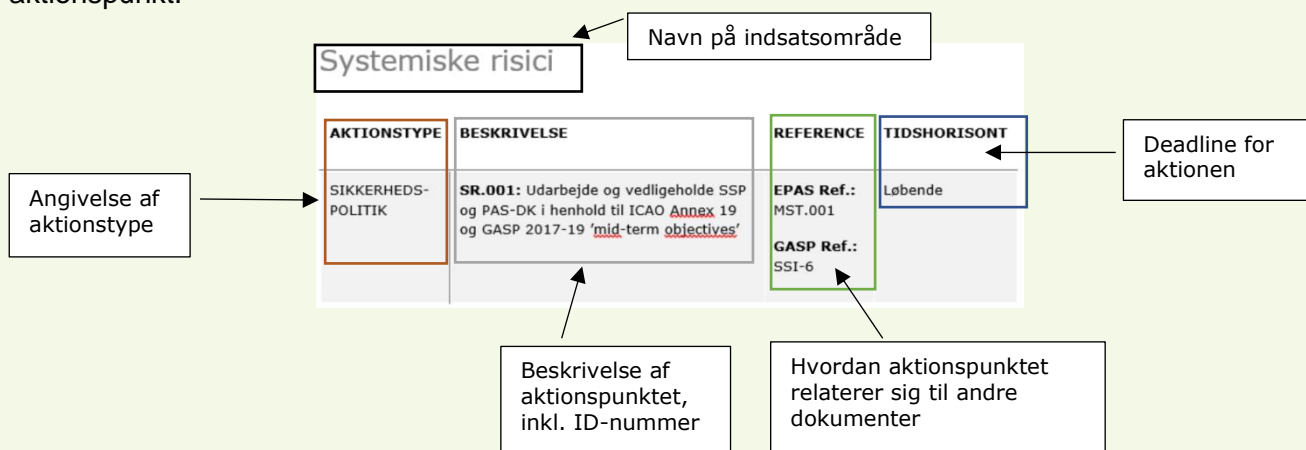 aktionspunkt.
Navn på indsatsområde
Systemiske risici
AKTIONSTYPE BESKRIVELSE REFERENCE TIDSHORISONT
Deadline for
aktionen
Angivelse af
aktionstype
SIKKERHEDS-
POLITIK
SR.001: Udarbejde og vedligeholde SSP
og PAS-DK i henhold til ICAO Annex 19
og GASP 2017-19 ’mid-term objectives’
EPAS Ref.:
MST.001
GASP Ref.:
SSI-6
Løbende
Beskrivelse af
aktionspunktet,
inkl. ID-nummer
Hvordan aktionspunktet
relaterer sig til andre
dokumenter